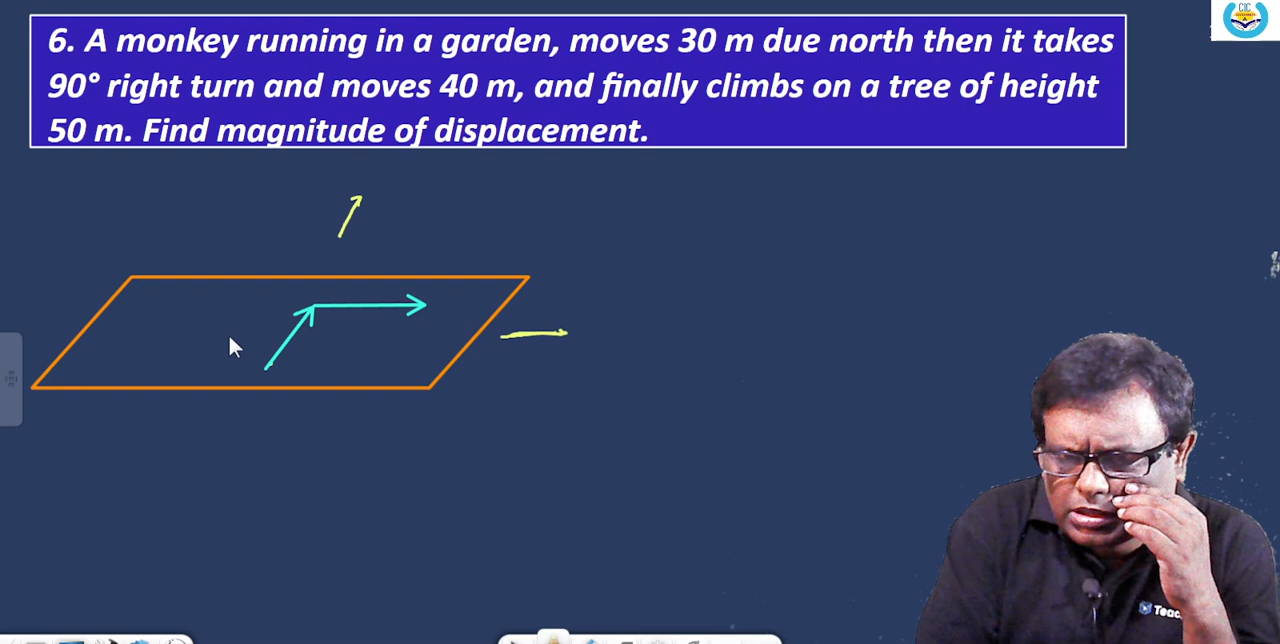 CIC
6. A monkey running in a garden, moves 30 m due north then it takes
90° right turn and moves 40 m, and finally climbs on a tree of height
50 m. Find magnitude of displacement.